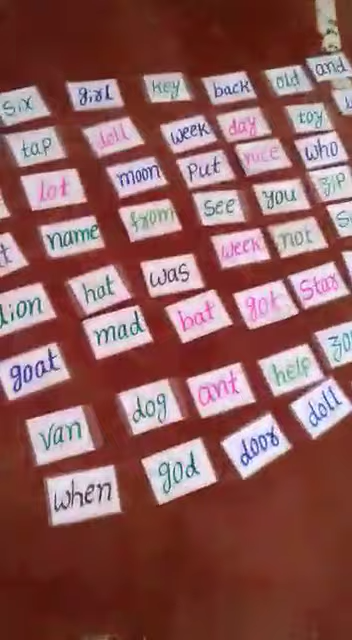 six girl key back old and
tap doll week day toy
lot moon put nice who
name from see you zip
week not
lion hat was
mad bat got star
goat
van dog ant help
when god door doll